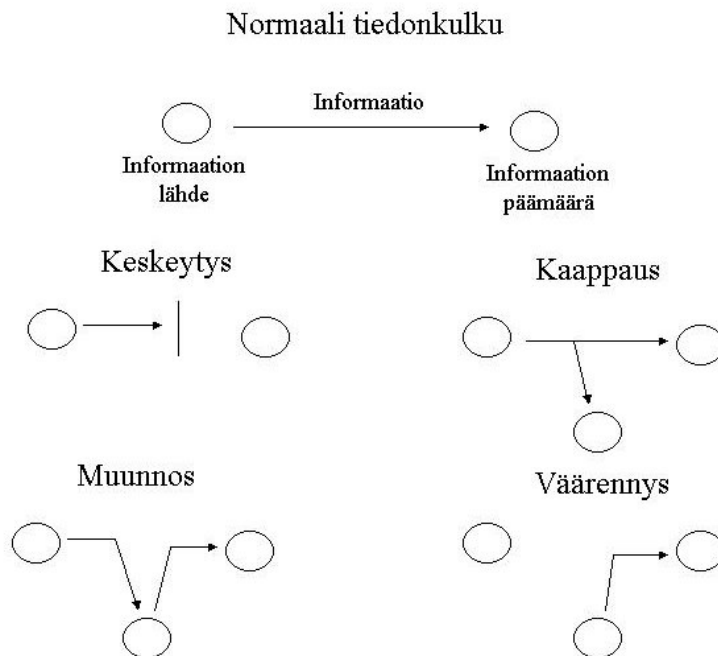 Normaali tiedonkulku
Informaatio
Informaation
lähde
Informaation
päämäärä
Keskeytys
Kaappaus
Muunnos
Väärennys